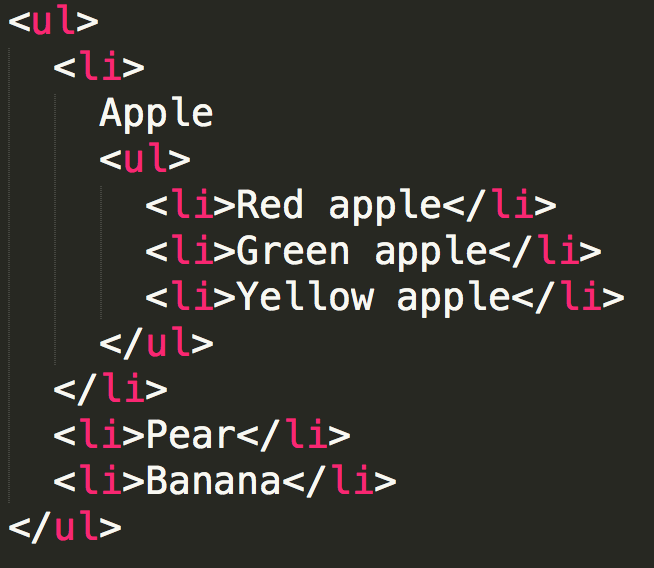 <ul>
  <li>
    Apple
    <ul>
      <li>Red apple</li>
      <li>Green apple</li>
      <li>Yellow apple</li>
    </ul>
  </li>
  <li>Pear</li>
  <li>Banana</li>
</ul>